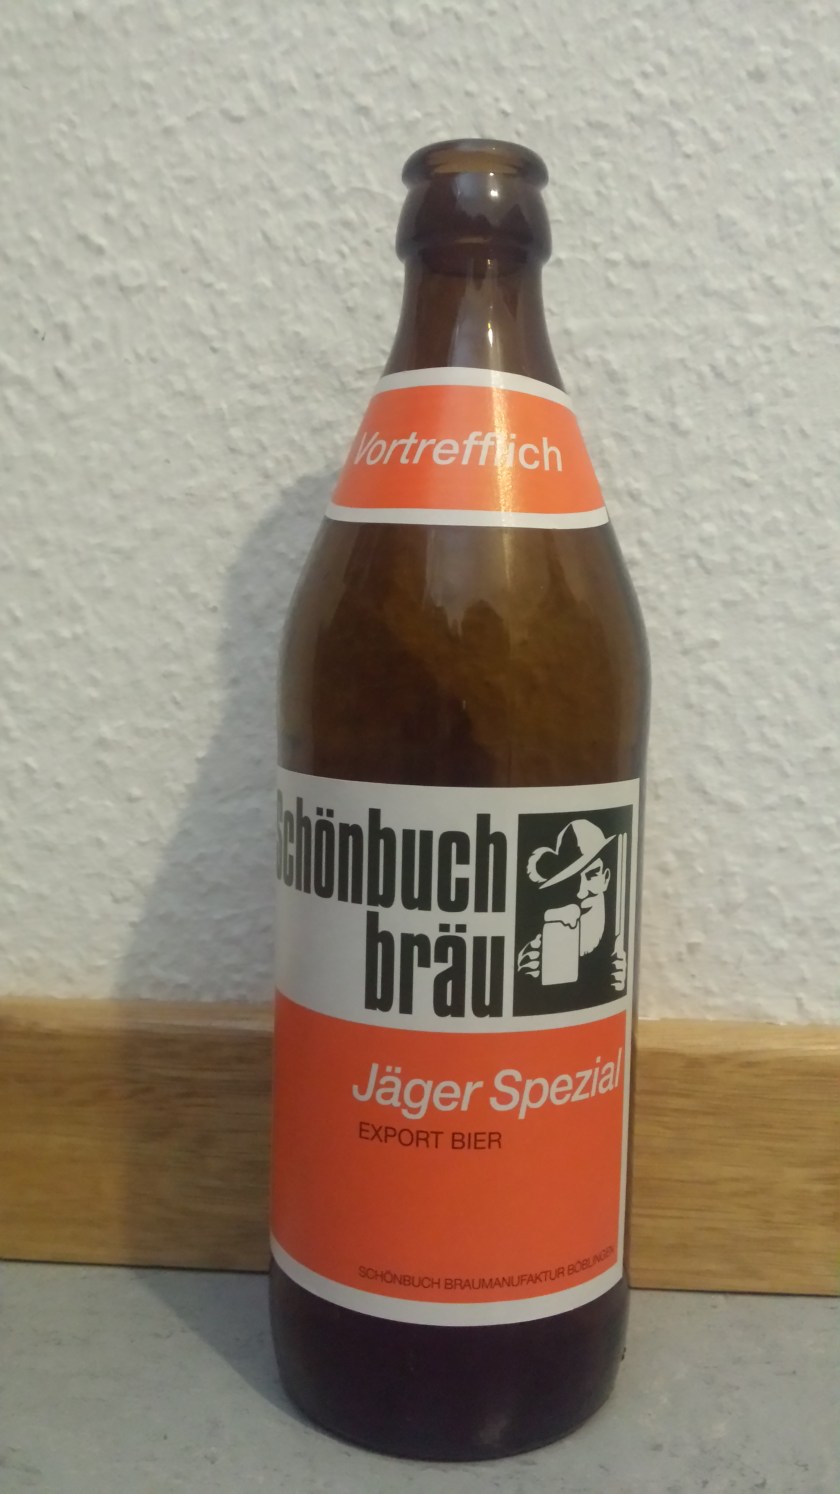 Vortrefflich
Schönbuch
bräu
Jäger Spezial
EXPORT BIER
SCHÖNBUCH BRAUMANUFAKTUR BÖBLINGEN